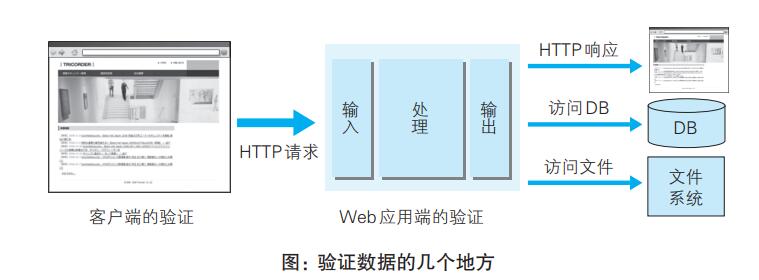 [ TRICORDER ]
HTTP请求
客户端的验证
输入
处理
输出
Web应用端的验证
HTTP响应
访问DB
DB
访问文件
文件
系统
图：验证数据的几个地方